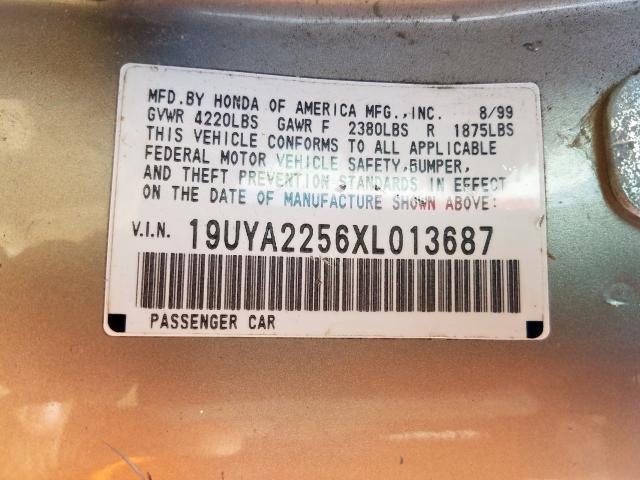 MFD.BY HONDA OF AMERICA MFG.,INC. 8/99
GVWR 4220LBS GAWR F 2380LBS R 1875LBS
THIS VEHICLE CONFORMS TO ALL APPLICABLE
FEDERAL MOTOR VEHICLE SAFETY,BUMPER,
AND THEFT PREVENTION STANDARDS IN EFFECT
ON THE DATE OF MANUFACTURE SHOWN ABOVE:
V.I.N. 19UYA2256XL013687
PASSENGER CAR